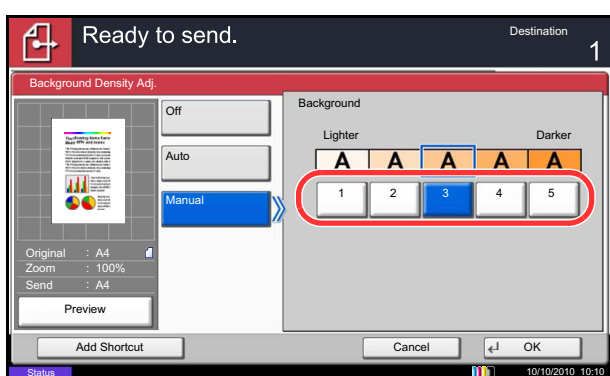 Ready to send.
Destination
1
Background Density Adj.
Off
Auto
Manual
Background
Lighter
Darker
A A A A A
1 2 3 4 5
Original : A4
Zoom : 100%
Send : A4
Preview
Add Shortcut
Cancel
OK
Status
10/10/2010 10:10